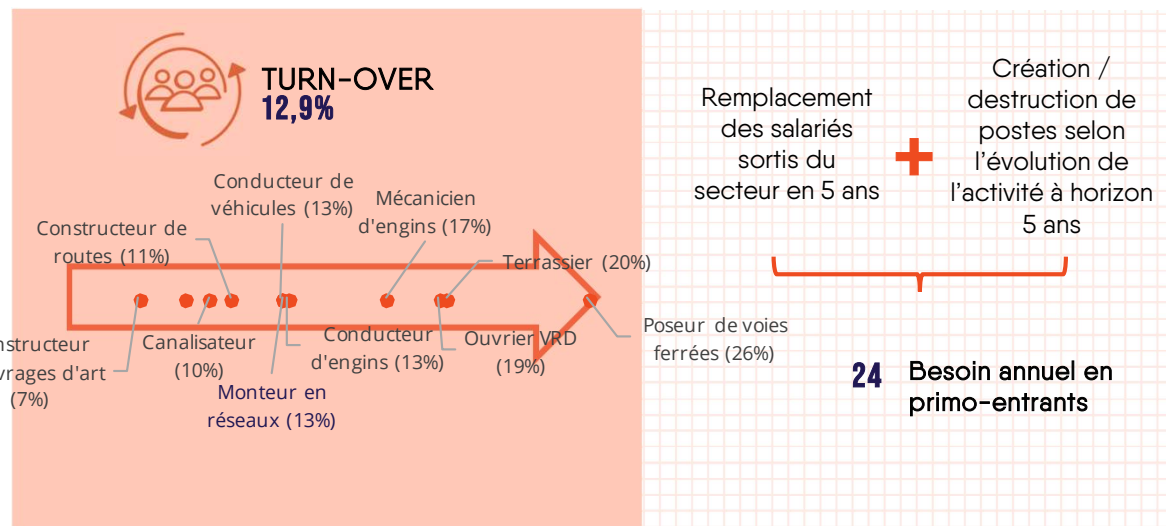 TURN-OVER
12,9%
Conducteur de
véhicules (13%)
Mécanicien
d'engins (17%)
Constructeur de
routes (11%)
Terrassier (20%)
nstructeur
vrages d'art
(7%)
Canalisateur
(10%)
Monteur en
réseaux (13%)
Conducteur
d'engins (13%)
Ouvrier VRD
(19%)
Poseur de voies
ferrées (26%)
Remplacement
des salariés
sortis du
secteur en 5 ans
+
Création /
destruction de
postes selon
l'évolution de
l'activité à horizon
5 ans
24 Besoin annuel en
primo-entrants